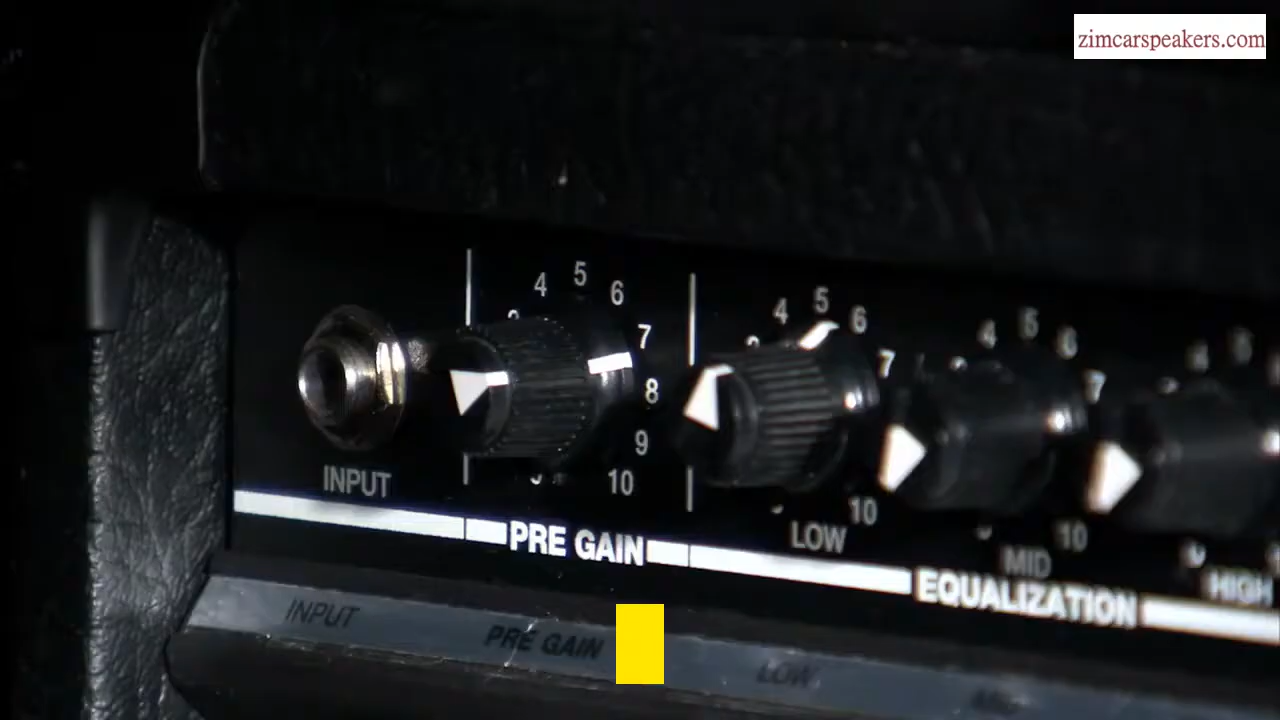 zimcarspeakers.com
4 5 6 7 8 9 10
4 5 6 7 10
4 5 6 7 10
INPUT
PRE GAIN
LOW
MID
HIGH
EQUALIZATION
INPUT
PRE GAIN
LOW
MID